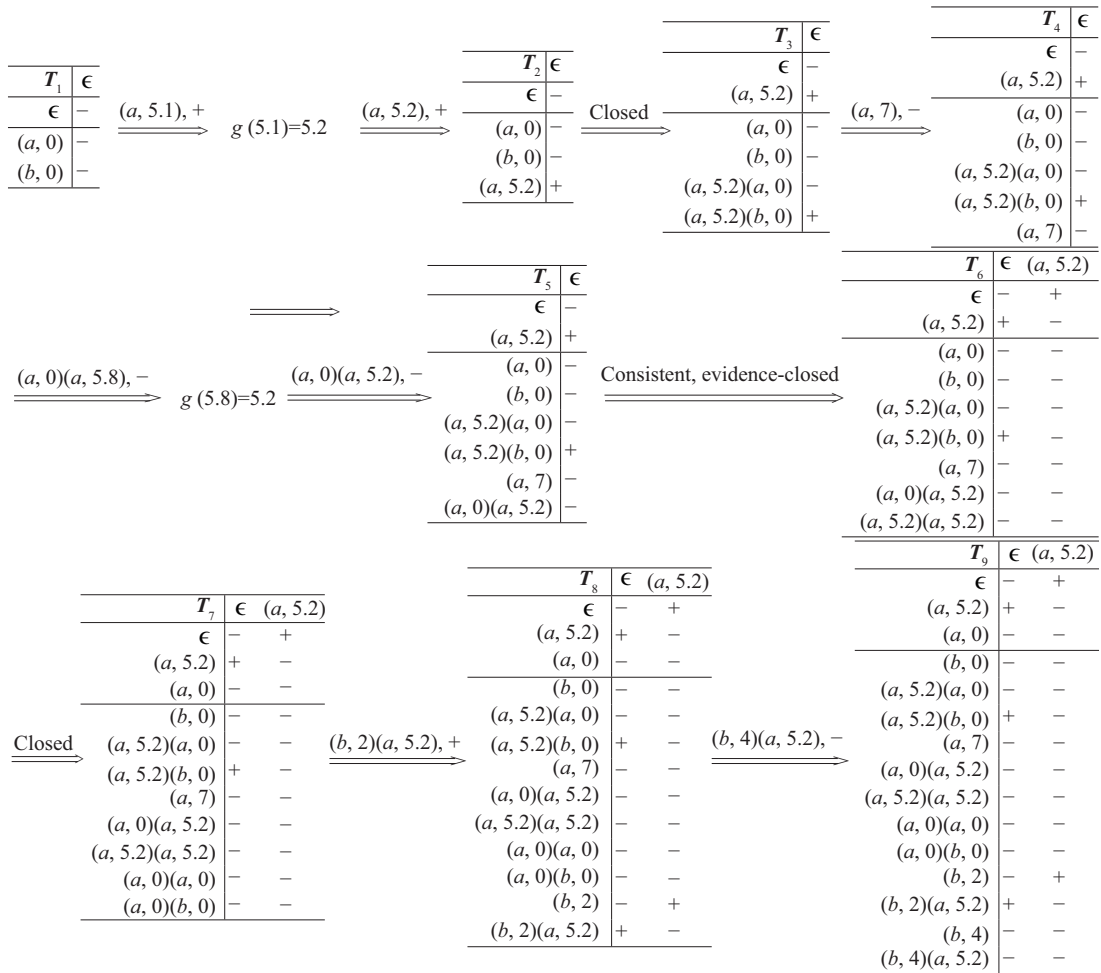 T₁ ϵ
ϵ −
(a, 0) −
(b, 0) −
(a, 5.1), +
g (5.1)=5.2
(a, 5.2), +
T₂ ϵ
ϵ −
(a, 0) −
(b, 0) −
(a, 5.2) +
Closed
T₃ ϵ
ϵ −
(a, 5.2) +
(a, 0) −
(b, 0) −
(a, 5.2)(a, 0) −
(a, 5.2)(b, 0) +
(a, 7), −
T₄ ϵ
ϵ −
(a, 5.2) +
(a, 0) −
(b, 0) −
(a, 5.2)(a, 0) −
(a, 5.2)(b, 0) +
(a, 7) −
(a, 0)(a, 5.8), −
g (5.8)=5.2
(a, 0)(a, 5.2), −
T₅ ϵ
ϵ −
(a, 5.2) +
(a, 0) −
(b, 0) −
(a, 5.2)(a, 0) −
(a, 5.2)(b, 0) +
(a, 7) −
(a, 0)(a, 5.2) −
Consistent, evidence-closed
T₆ ϵ (a, 5.2)
ϵ − +
(a, 5.2) + −
(a, 0) − −
(b, 0) − −
(a, 5.2)(a, 0) − −
(a, 5.2)(b, 0) + −
(a, 7) − −
(a, 0)(a, 5.2) − −
(a, 5.2)(a, 5.2) − −
Closed
T₇ ϵ (a, 5.2)
ϵ − +
(a, 5.2) + −
(a, 0) − −
(b, 0) − −
(a, 5.2)(a, 0) − −
(a, 5.2)(b, 0) + −
(a, 7) − −
(a, 0)(a, 5.2) − −
(a, 5.2)(a, 5.2) − −
(a, 0)(a, 0) − −
(a, 0)(b, 0) − −
(b, 2)(a, 5.2), +
T₈ ϵ (a, 5.2)
ϵ − +
(a, 5.2) + −
(a, 0) − −
(b, 0) − −
(a, 5.2)(a, 0) − −
(a, 5.2)(b, 0) + −
(a, 7) − −
(a, 0)(a, 5.2) − −
(a, 5.2)(a, 5.2) − −
(a, 0)(a, 0) − −
(a, 0)(b, 0) − −
(b, 2) − +
(b, 2)(a, 5.2) + −
(b, 4)(a, 5.2), −
T₉ ϵ (a, 5.2)
ϵ − +
(a, 5.2) + −
(a, 0) − −
(b, 0) − −
(a, 5.2)(a, 0) − −
(a, 5.2)(b, 0) + −
(a, 7) − −
(a, 0)(a, 5.2) − −
(a, 5.2)(a, 5.2) − −
(a, 0)(a, 0) − −
(a, 0)(b, 0) − −
(b, 2) − +
(b, 2)(a, 5.2) + −
(b, 4) − −
(b, 4)(a, 5.2) − −